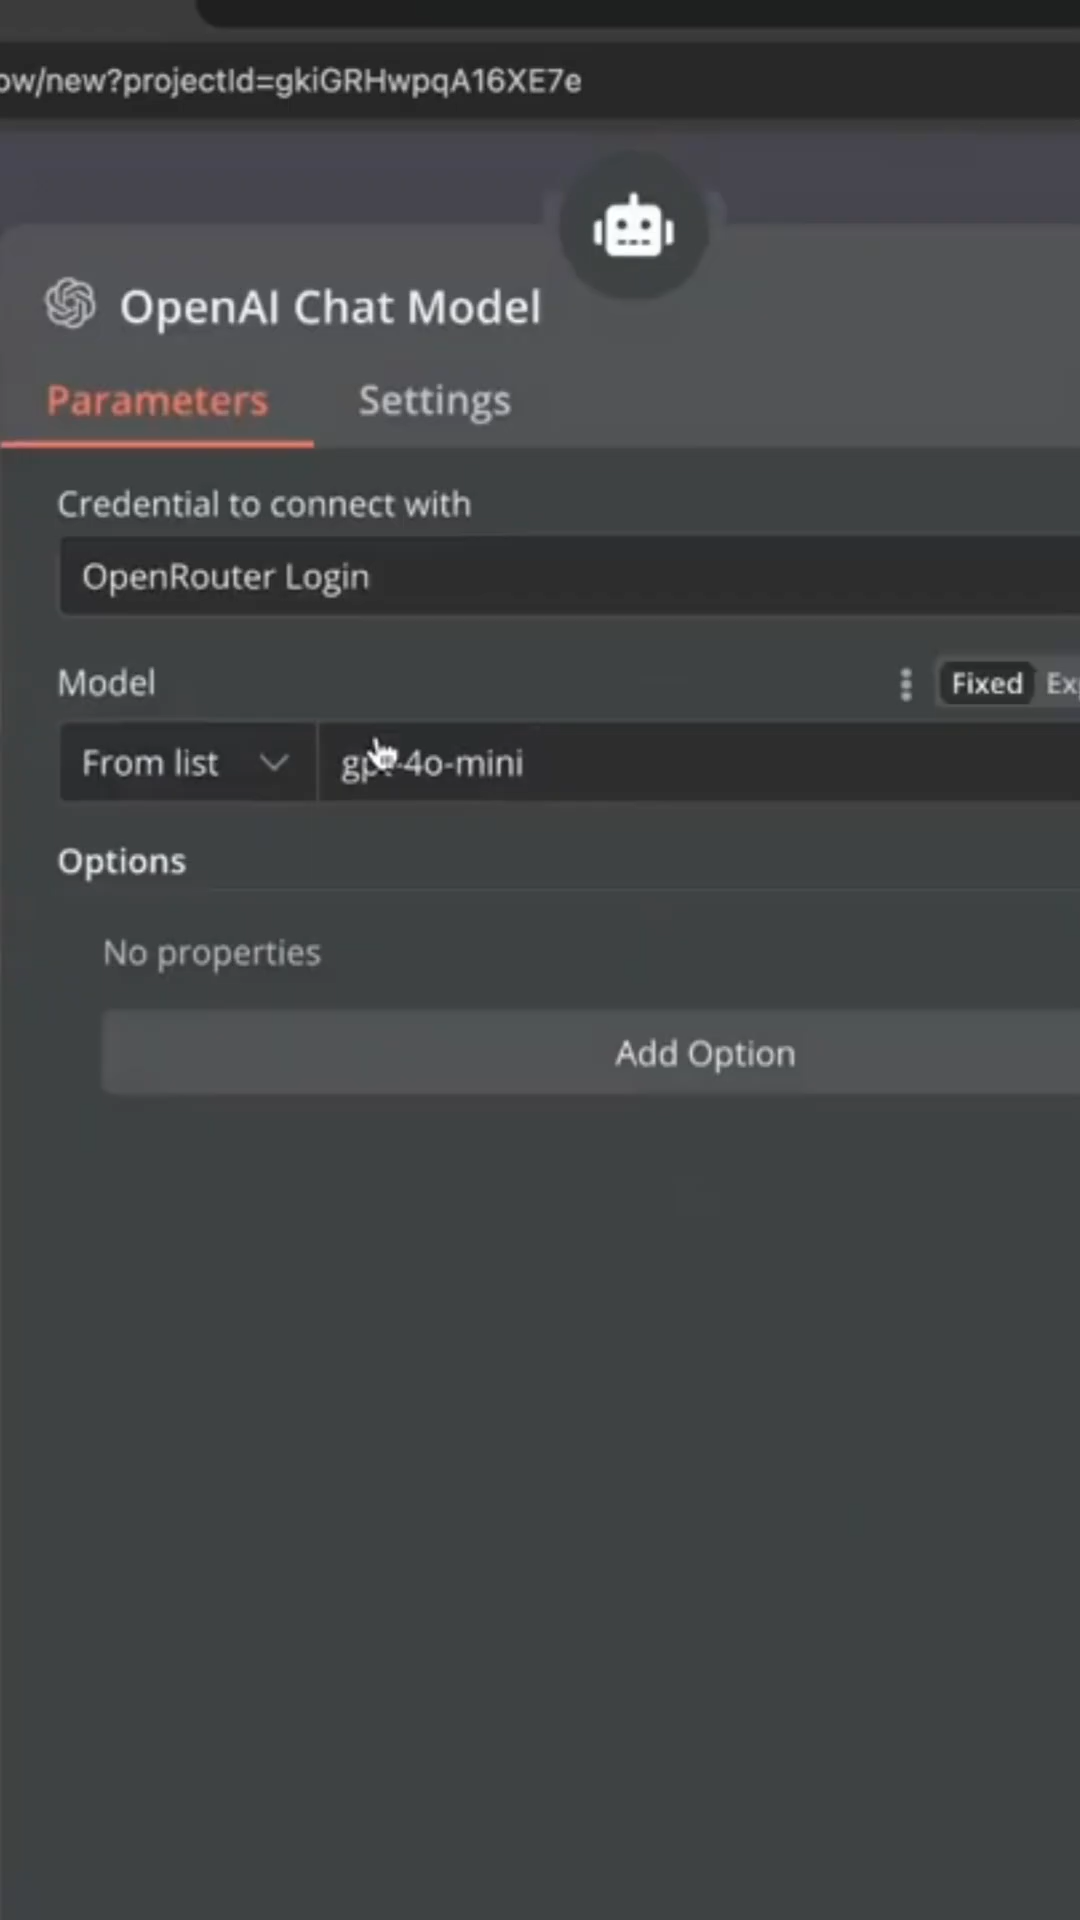 ow/new?projectId=gkiGRHwpqA16XE7e
OpenAI Chat Model
Parameters Settings
Credential to connect with
OpenRouter Login
Model
Fixed
From list gpt-4o-mini
Options
No properties
Add Option